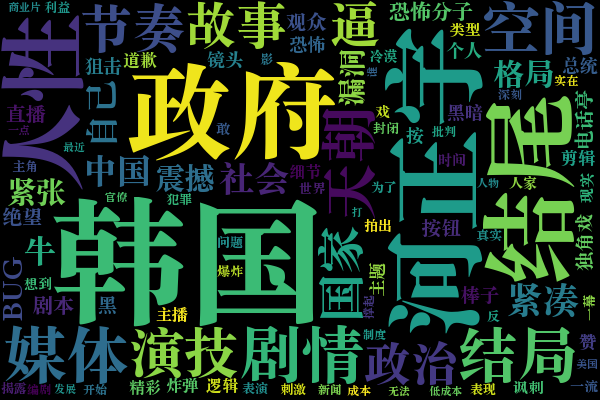 商业片
利益
节奏
故事
逼
恐怖分子
类型
空间
人性
观众
恐怖
影
冷漠
谁
个人
总统
狙击
道歉
镜头
漏洞
宇
格局
深刻
实在
直播
一点
自己
政府
敢
戏
封闭
按
批判
黑暗
电话亭
最近
主角
中国
震撼
社会
细节
世界
天朝
时间
结尾
剪辑
现实
紧张
官僚
犯罪
为了
打
河正
人物
人家
绝望
韩国
问题
国家
拍出
按钮
真实
独角戏
牛
想到
爆炸
主题
BUG
剧本
黑
主播
捧子
反
紧凑
一幕
媒体
演技
剧情
制度
政治
结局
赞
美国
揭露
编剧
发展
开始
精彩
炸弹
逻辑
表演
刺激
新闻
成本
无法
低成本
表现
讽刺
一流